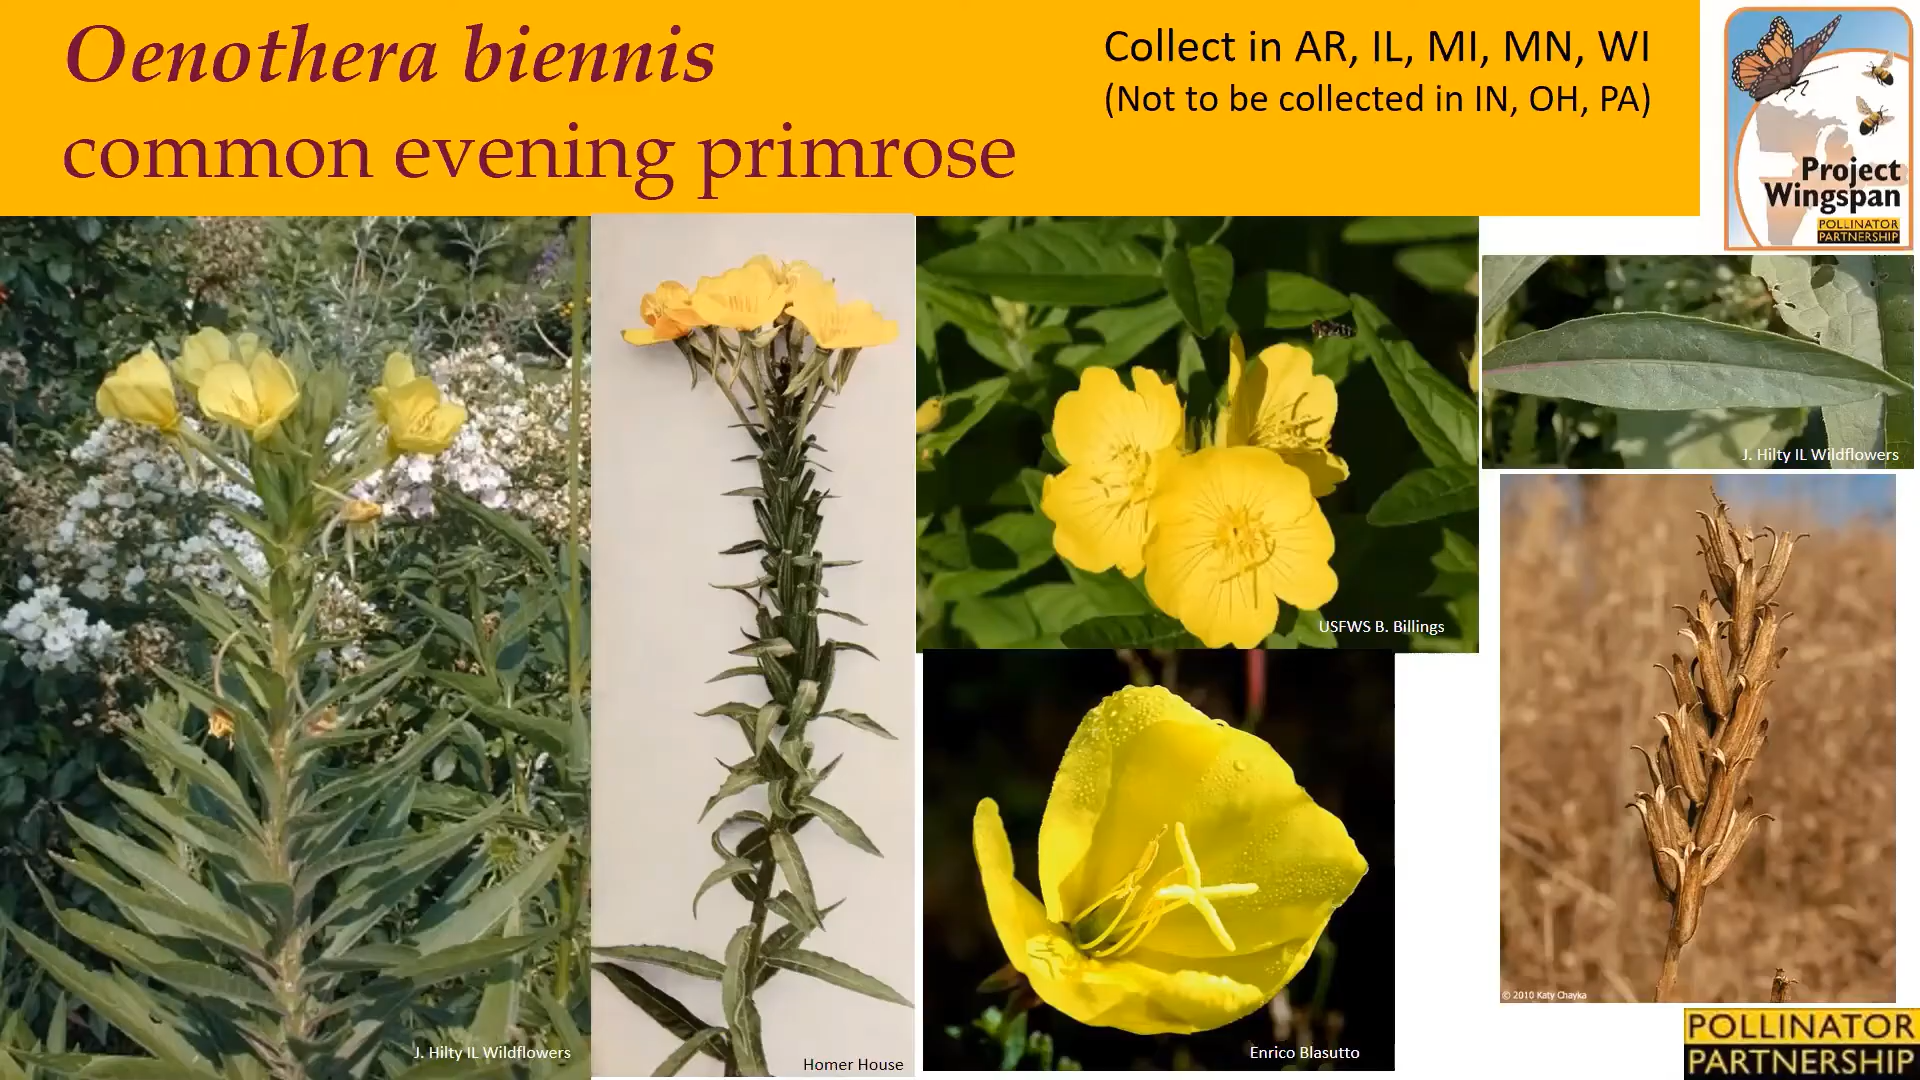 Oenothera biennis
common evening primrose
Collect in AR, IL, MI, MN, WI
(Not to be collected in IN, OH, PA)
Project
Wingspan
POLLINATOR
PARTNERSHIP
J. Hilty IL Wildflowers
Homer House
USFWS B. Billings
Enrico Blasutto
J. Hilty IL Wildflowers
© 2010 Katy Chayka
POLLINATOR
PARTNERSHIP